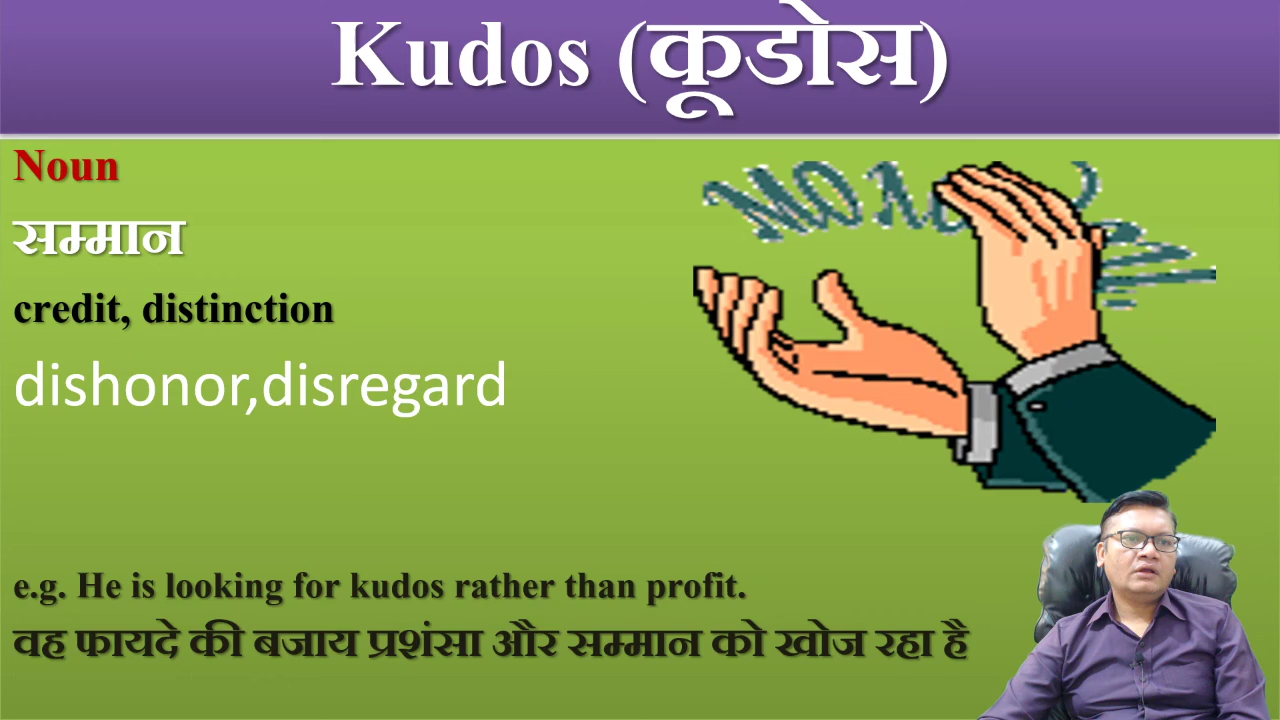 Kudos (कूडोस)
Noun
सम्मान
credit, distinction
dishonor,disregard
e.g. He is looking for kudos rather than profit.
वह फायदे की बजाय प्रशंसा और सम्मान को खोज रहा है